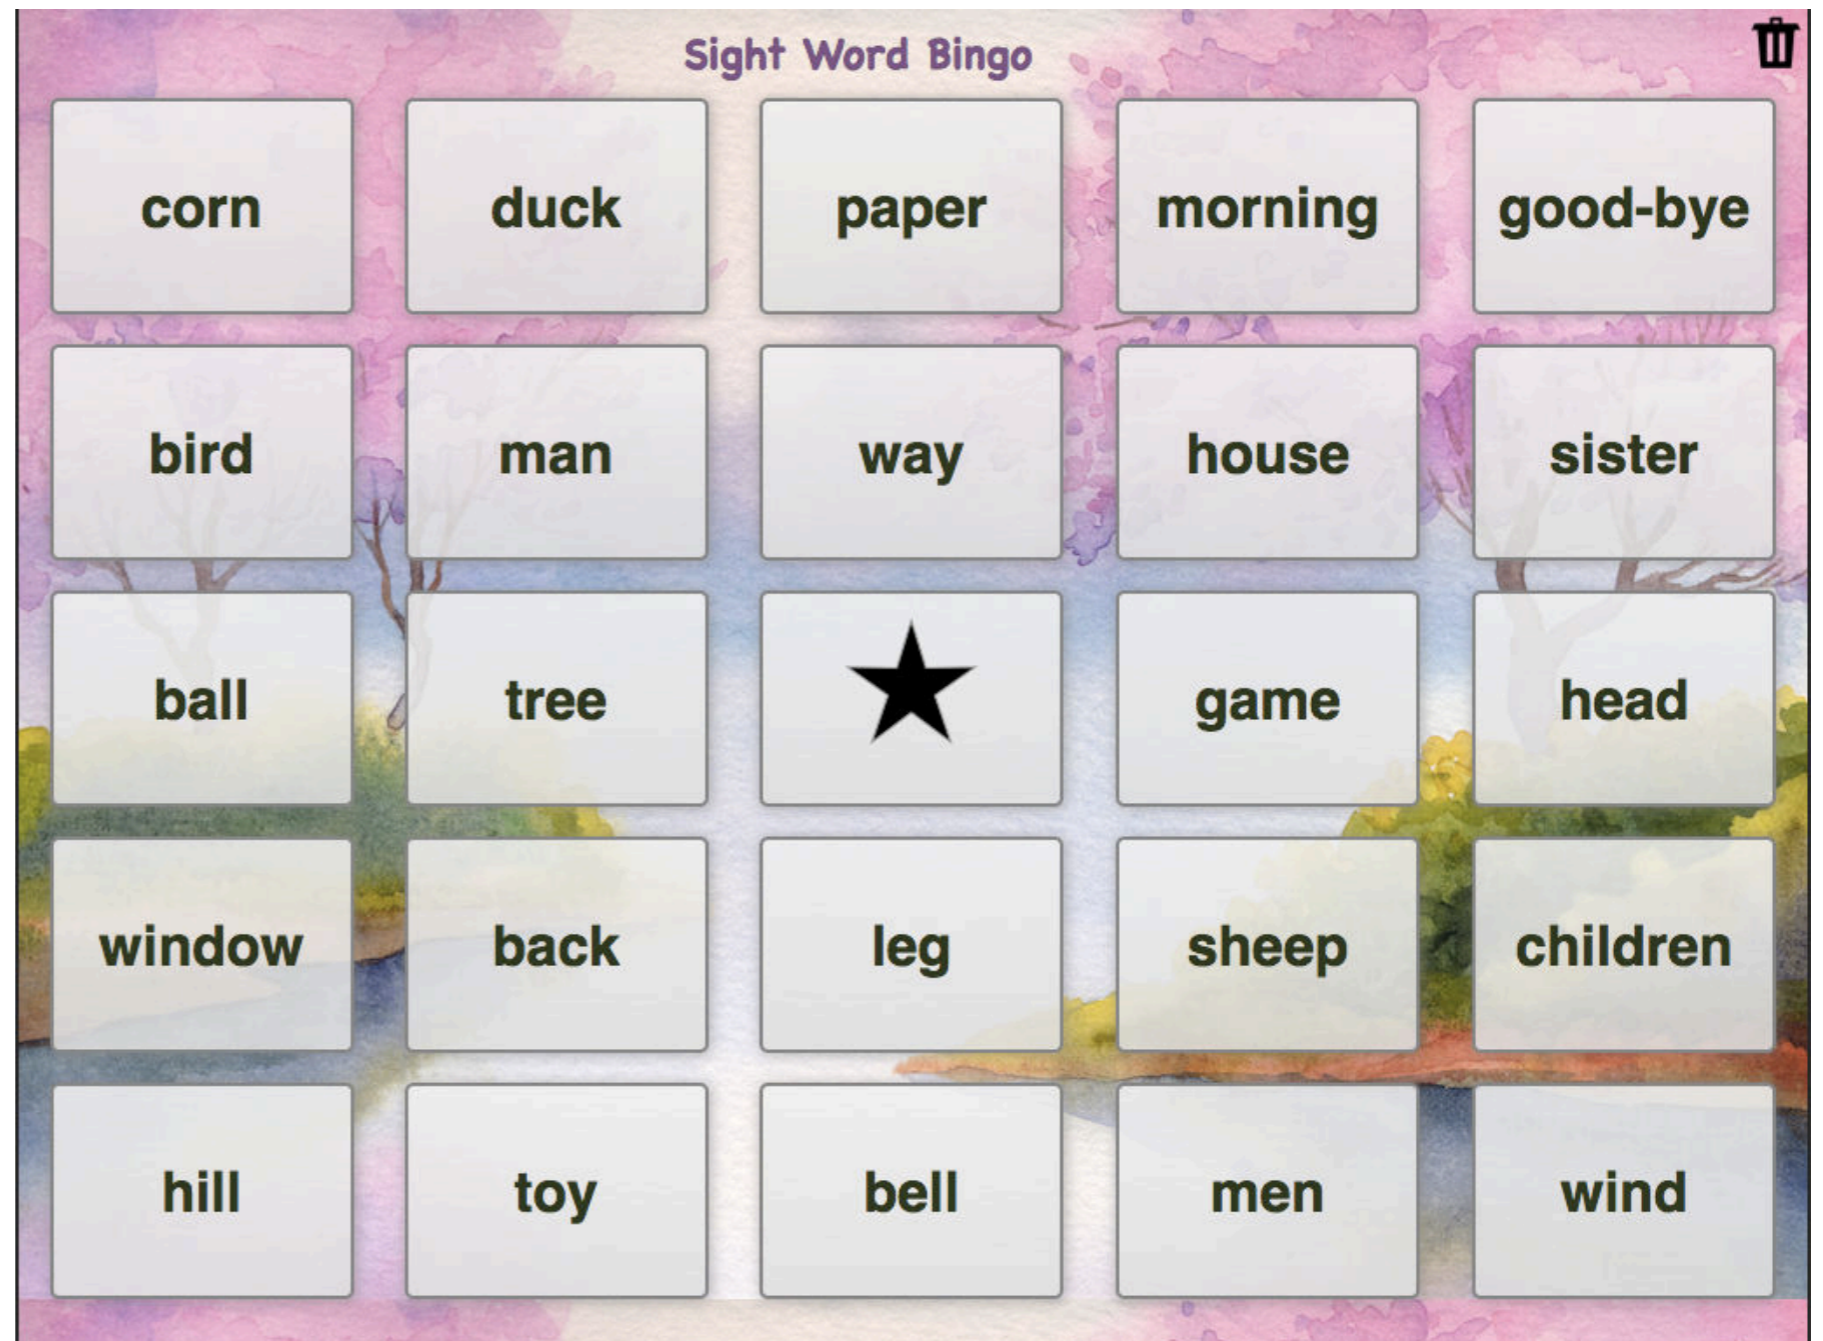 Sight Word Bingo
corn duck paper morning good-bye
bird man way house sister
ball tree game head
window back leg sheep children
hill toy bell men wind